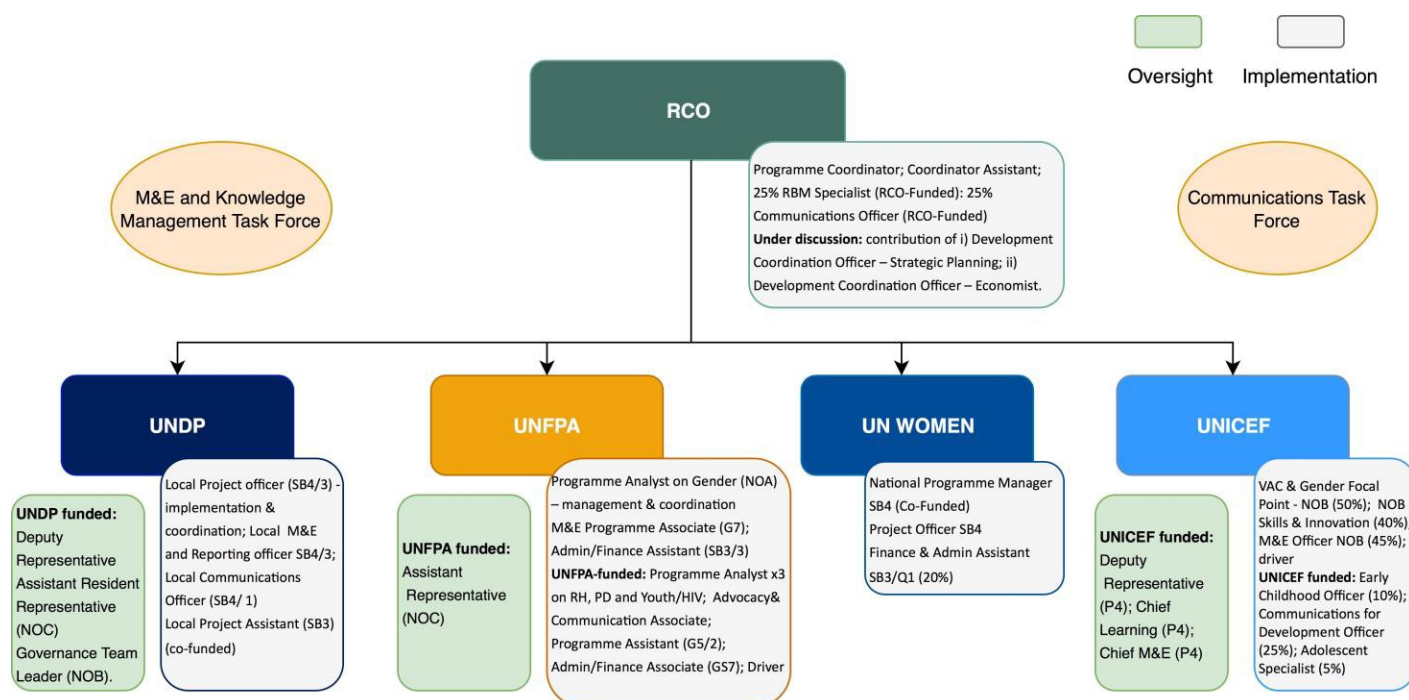 Oversight
Implementation
RCO
Programme Coordinator; Coordinator Assistant;
25% RBM Specialist (RCO-Funded): 25%
Communications Officer (RCO-Funded)
Under discussion: contribution of i) Development
Coordination Officer – Strategic Planning; ii)
Development Coordination Officer – Economist.
M&E and Knowledge
Management Task Force
Communications Task
Force
UNDP
UNDP funded:
Deputy
Representative
Assistant Resident
Representative
(NOC)
Governance Team
Leader (NOB).
Local Project officer (SB4/3) -
implementation &
coordination; Local M&E
and Reporting officer SB4/3;
Local Communications
Officer (SB4/ 1)
Local Project Assistant (SB3)
(co-funded)
UNFPA
UNFPA funded:
Assistant
Representative
(NOC)
Programme Analyst on Gender (NOA)
– management & coordination
M&E Programme Associate (G7);
Admin/Finance Assistant (SB3/3)
UNFPA-funded: Programme Analyst x3
on RH, PD and Youth/HIV; Advocacy&
Communication Associate;
Programme Assistant (G5/2);
Admin/Finance Associate (GS7); Driver
UN WOMEN
National Programme Manager
SB4 (Co-Funded)
Project Officer SB4
Finance & Admin Assistant
SB3/Q1 (20%)
UNICEF
UNICEF funded:
Deputy
Representative
(P4); Chief
Learning (P4);
Chief M&E (P4)
VAC & Gender Focal
Point - NOB (50%); NOB
Skills & Innovation (40%);
M&E Officer NOB (45%);
driver
UNICEF funded: Early
Childhood Officer (10%);
Communications for
Development Officer
(25%); Adolescent
Specialist (5%)